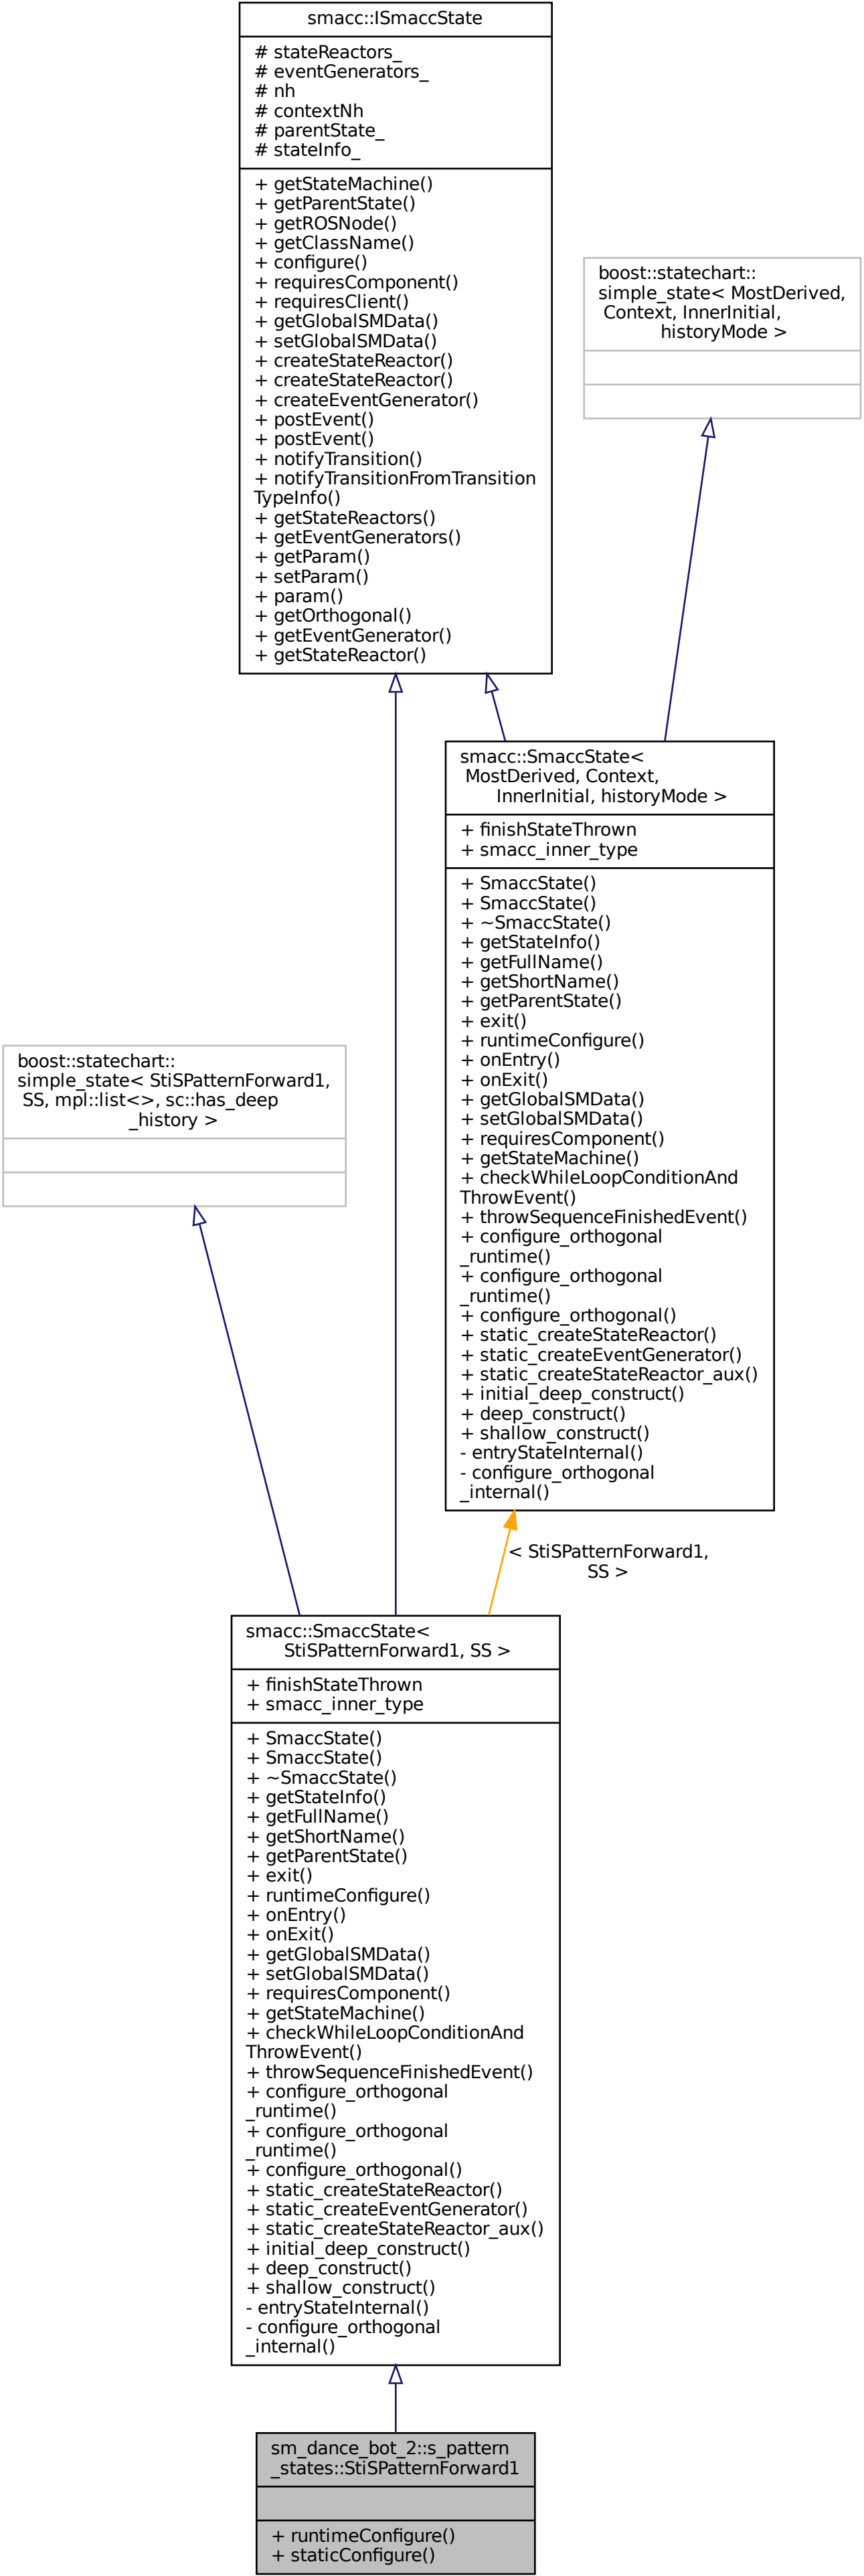 smacc::ISmaccState
# stateReactors_
# eventGenerators_
# nh
# contextNh
# parentState_
# stateInfo_
+ getStateMachine()
+ getParentState()
+ getROSNode()
+ getClassName()
+ configure()
+ requiresComponent()
+ requiresClient()
+ getGlobalSMData()
+ setGlobalSMData()
+ createStateReactor()
+ createStateReactor()
+ createEventGenerator()
+ postEvent()
+ postEvent()
+ notifyTransition()
+ notifyTransitionFromTransition
TypeInfo()
+ getStateReactors()
+ getEventGenerators()
+ getParam()
+ setParam()
+ param()
+ getOrthogonal()
+ getEventGenerator()
+ getStateReactor()
boost::statechart::
simple_state< MostDerived,
Context, InnerInitial,
historyMode >
smacc::SmaccState<
MostDerived, Context,
InnerInitial, historyMode >
+ finishStateThrown
+ smacc_inner_type
+ SmaccState()
+ SmaccState()
+ ~SmaccState()
+ getStateInfo()
+ getFullName()
+ getShortName()
+ getParentState()
+ exit()
+ runtimeConfigure()
+ onEntry()
+ onExit()
+ getGlobalSMData()
+ setGlobalSMData()
+ requiresComponent()
+ getStateMachine()
+ checkWhileLoopConditionAnd
ThrowEvent()
+ throwSequenceFinishedEvent()
+ configure_orthogonal
_runtime()
+ configure_orthogonal
_runtime()
+ configure_orthogonal()
+ static_createStateReactor()
+ static_createEventGenerator()
+ static_createStateReactor_aux()
+ initial_deep_construct()
+ deep_construct()
+ shallow_construct()
- entryStateInternal()
- configure_orthogonal
_internal()
boost::statechart::
simple_state< StiSPatternForward1,
SS, mpl::list<>, sc::has_deep
_history >
< StiSPatternForward1,
SS >
smacc::SmaccState<
StiSPatternForward1, SS >
+ finishStateThrown
+ smacc_inner_type
+ SmaccState()
+ SmaccState()
+ ~SmaccState()
+ getStateInfo()
+ getFullName()
+ getShortName()
+ getParentState()
+ exit()
+ runtimeConfigure()
+ onEntry()
+ onExit()
+ getGlobalSMData()
+ setGlobalSMData()
+ requiresComponent()
+ getStateMachine()
+ checkWhileLoopConditionAnd
ThrowEvent()
+ throwSequenceFinishedEvent()
+ configure_orthogonal
_runtime()
+ configure_orthogonal
_runtime()
+ configure_orthogonal()
+ static_createStateReactor()
+ static_createEventGenerator()
+ static_createStateReactor_aux()
+ initial_deep_construct()
+ deep_construct()
+ shallow_construct()
- entryStateInternal()
- configure_orthogonal
_internal()
sm_dance_bot_2::s_pattern
_states::StiSPatternForward1
+ runtimeConfigure()
+ staticConfigure()